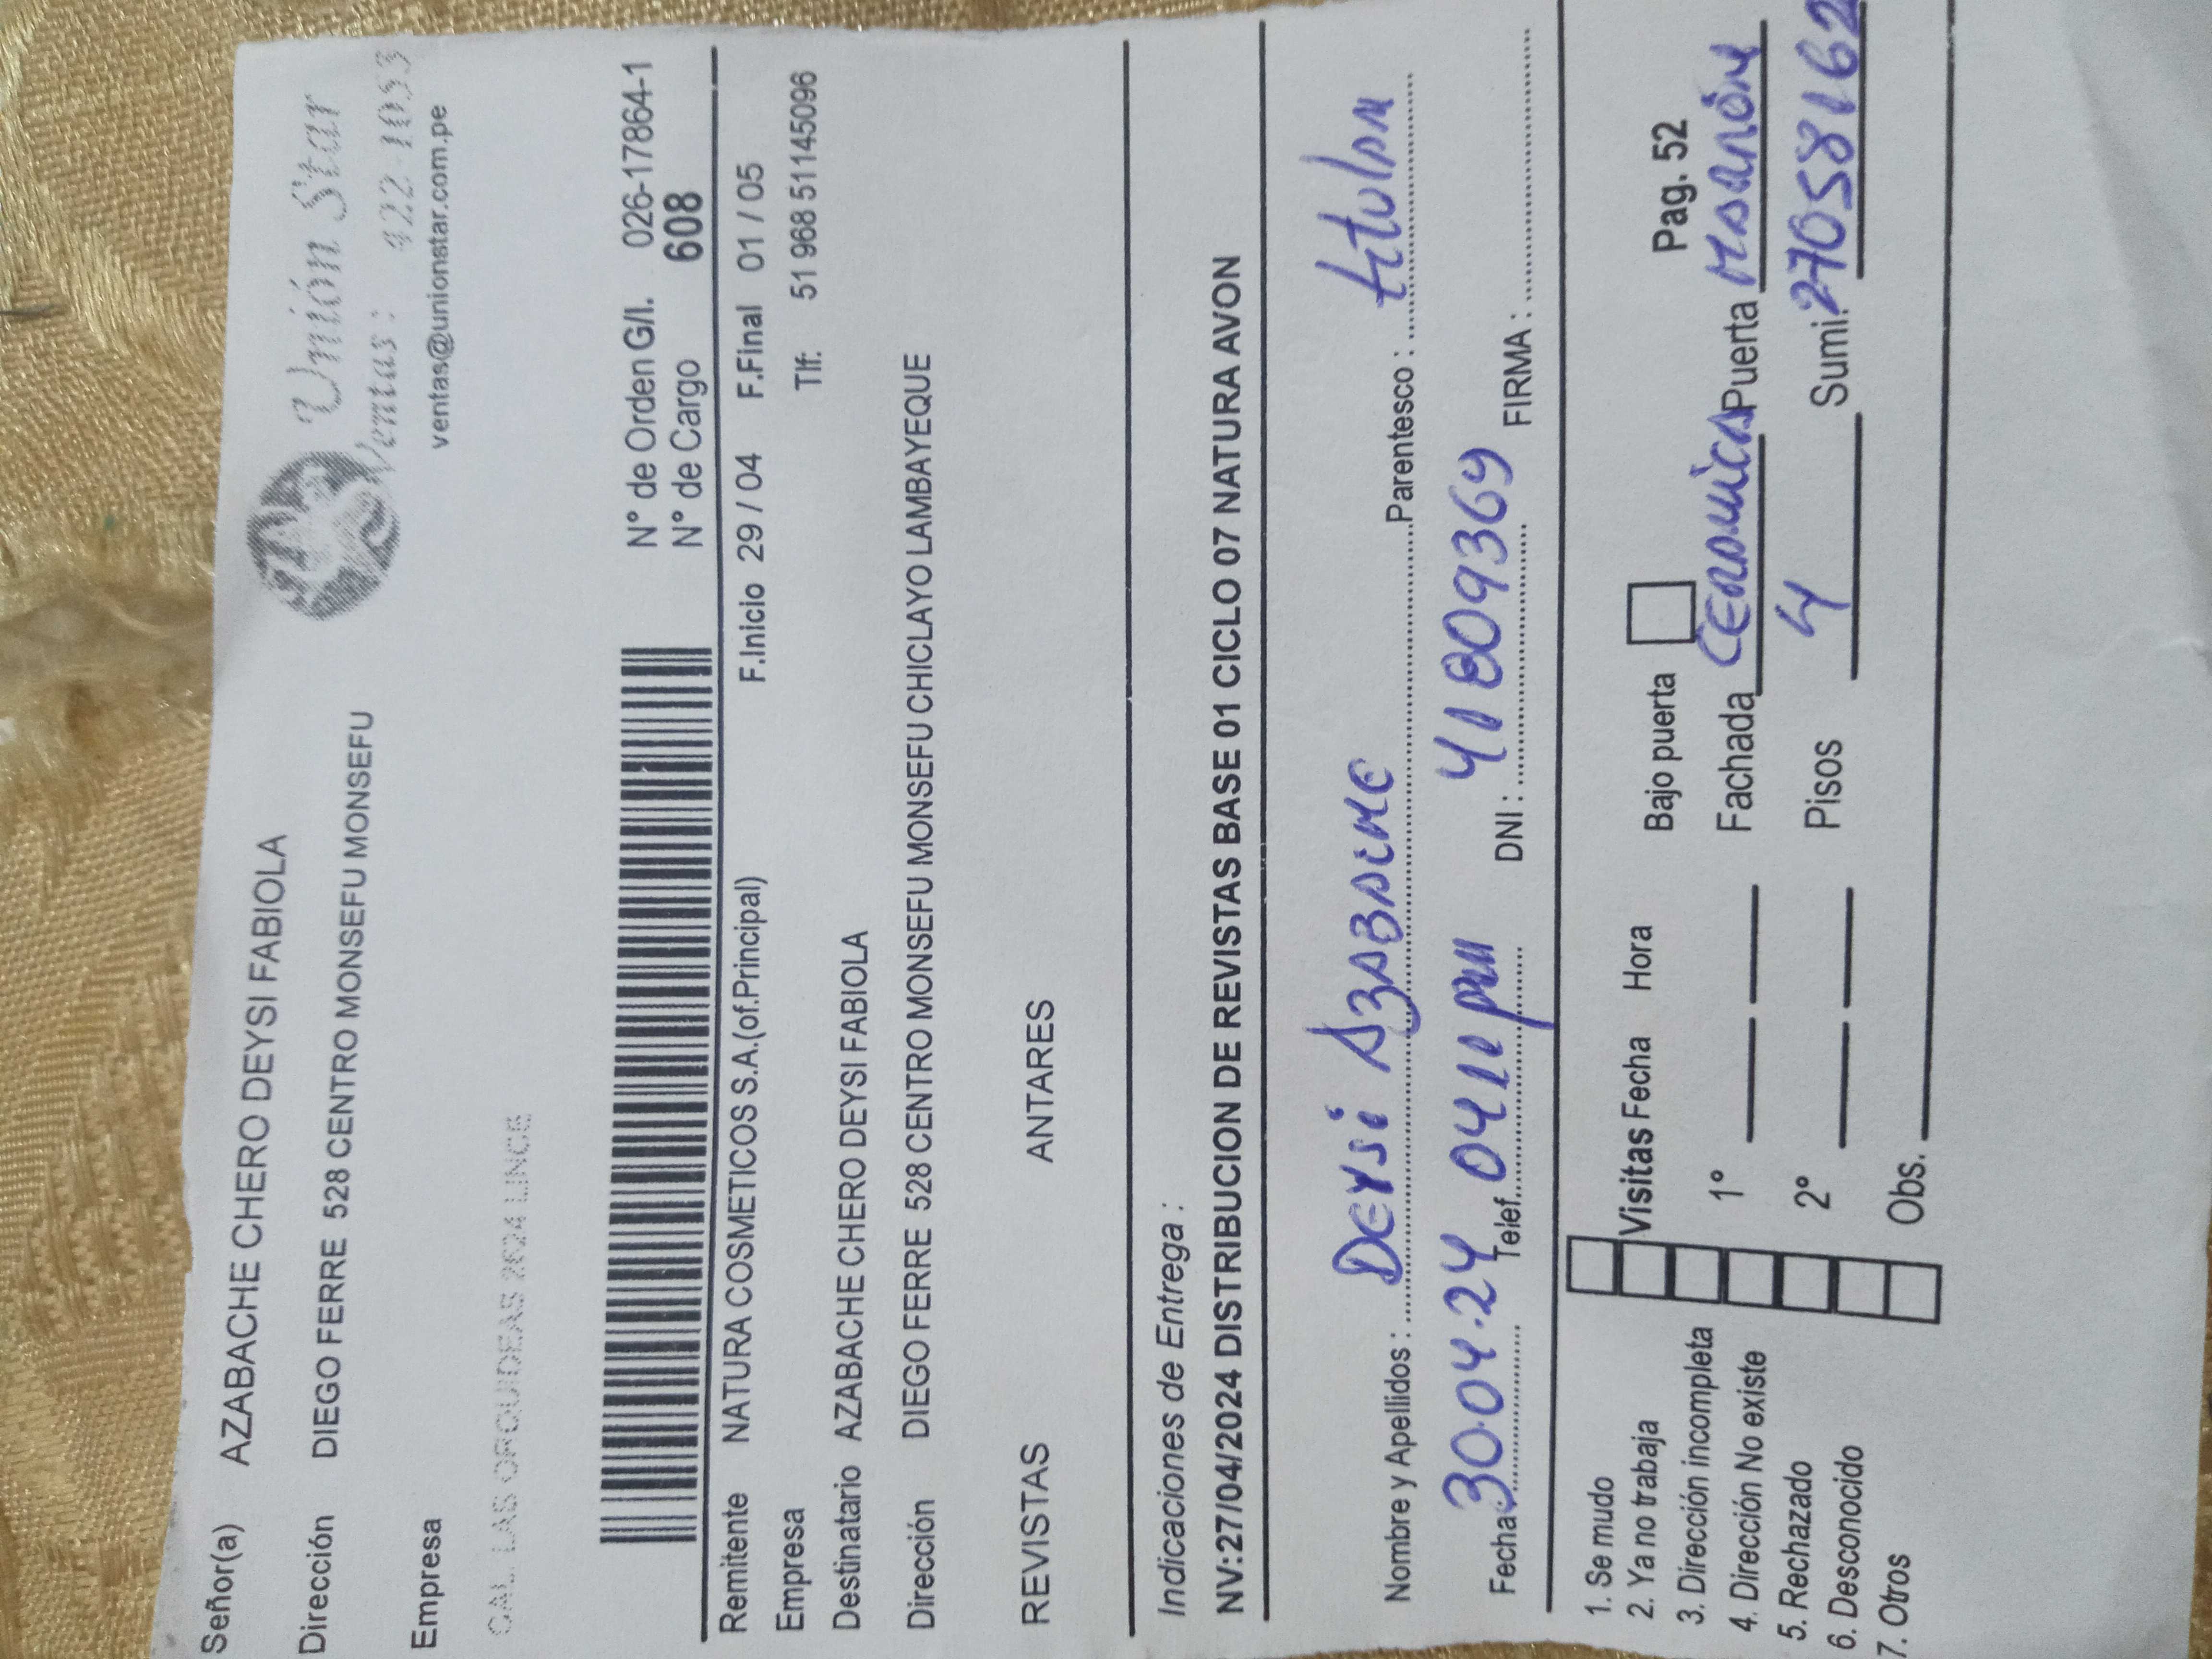 Señor(a) AZABACHE CHERO DEYSI FABIOLA
Dirección DIEGO FERRE 528 CENTRO MONSEFU MONSEFU
Empresa
Unión Star
Ventas: 422-1053
ventas@unionstar.com.pe
CAL. LAS ORQUIDEAS 2624 LINCE
N° de Orden G/I. 026-17864-1
N° de Cargo 608
Remitente NATURA COSMETICOS S.A.(of.Principal) F.Inicio 29 / 04 F.Final 01 / 05
Empresa Tlf: 51 968 51145096
Destinatario AZABACHE CHERO DEYSI FABIOLA
Dirección DIEGO FERRE 528 CENTRO MONSEFU MONSEFU CHICLAYO LAMBAYEQUE
REVISTAS ANTARES
Indicaciones de Entrega :
NV:27/04/2024 DISTRIBUCION DE REVISTAS BASE 01 CICLO 07 NATURA AVON
Nombre y Apellidos : Deysi Parentesco : titular
Fecha: 30.04.24 Telef. DNI : 41809369 FIRMA :
1. Se mudo
2. Ya no trabaja
3. Dirección incompleta
4. Dirección No existe
5. Rechazado
6. Desconocido
7. Otros
Visitas Fecha Hora
1°
2°
Obs.
Bajo puerta Pag. 52
Fachada Ceramica Puerta Marrón
Pisos 4 Sumi. 27058162